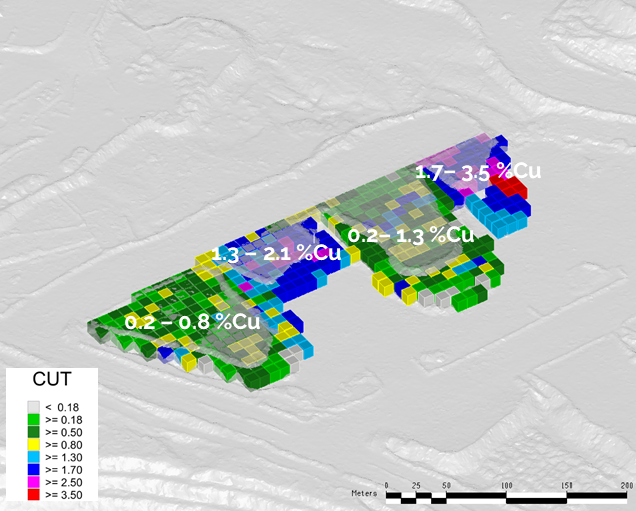 1.7– 3.5 %Cu
0.2– 1.3 %Cu
1.3 – 2.1 %Cu
0.2 – 0.8 %Cu
CUT
< 0.18
>= 0.18
>= 0.50
>= 0.80
>= 1.30
>= 1.70
>= 2.50
>= 3.50
Meters 0 25 50 100 150 200